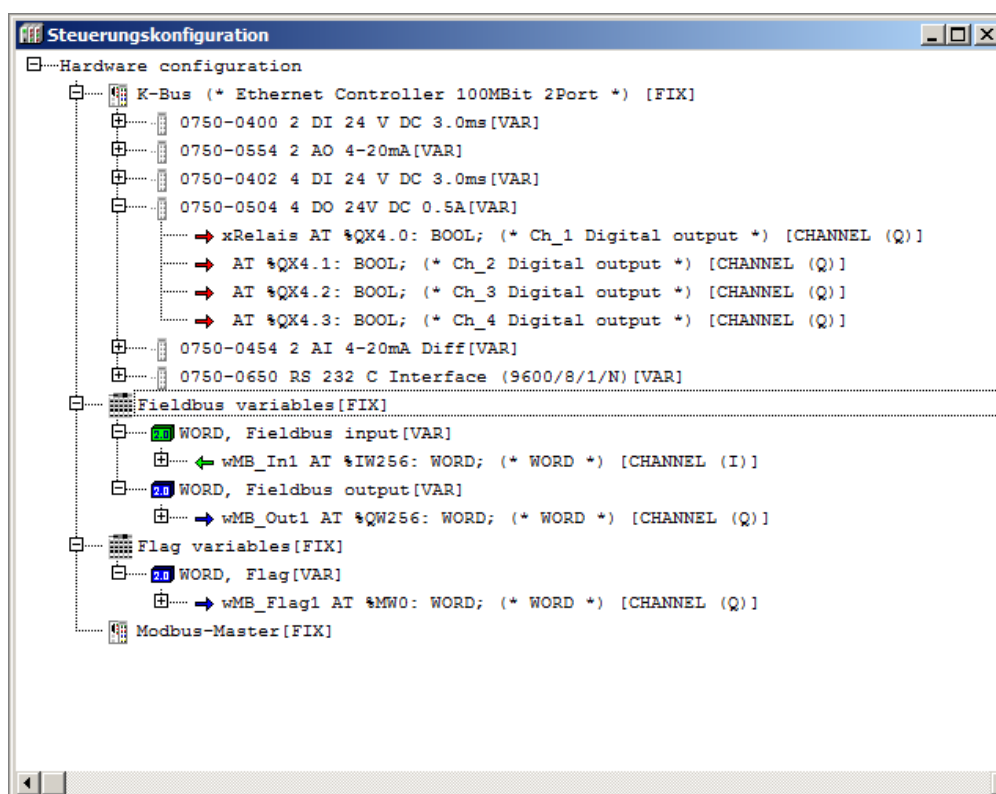 Steuerungskonfiguration
Hardware configuration
K-Bus (* Ethernet Controller 100MBit 2Port *) [FIX]
0750-0400 2 DI 24 V DC 3.0ms[VAR]
0750-0554 2 AO 4-20mA[VAR]
0750-0402 4 DI 24 V DC 3.0ms[VAR]
0750-0504 4 DO 24V DC 0.5A[VAR]
xRelais AT %QX4.0: BOOL; (* Ch_1 Digital output *) [CHANNEL (Q)]
AT %QX4.1: BOOL; (* Ch_2 Digital output *) [CHANNEL (Q)]
AT %QX4.2: BOOL; (* Ch_3 Digital output *) [CHANNEL (Q)]
AT %QX4.3: BOOL; (* Ch_4 Digital output *) [CHANNEL (Q)]
0750-0454 2 AI 4-20mA Diff[VAR]
0750-0650 RS 232 C Interface (9600/8/1/N)[VAR]
Fieldbus variables[FIX]
2.0 WORD, Fieldbus input[VAR]
wMB_In1 AT %IW256: WORD; (* WORD *) [CHANNEL (I)]
2.0 WORD, Fieldbus output[VAR]
wMB_Out1 AT %QW256: WORD; (* WORD *) [CHANNEL (Q)]
Flag variables[FIX]
2.0 WORD, Flag[VAR]
wMB_Flag1 AT %MW0: WORD; (* WORD *) [CHANNEL (Q)]
Modbus-Master[FIX]